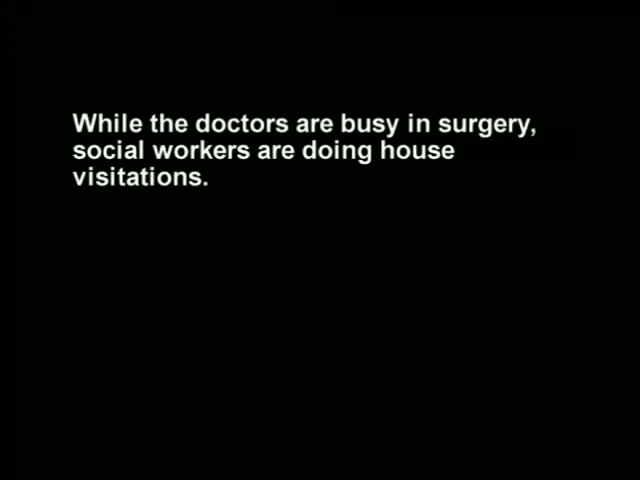 While the doctors are busy in surgery,
social workers are doing house
visitations.